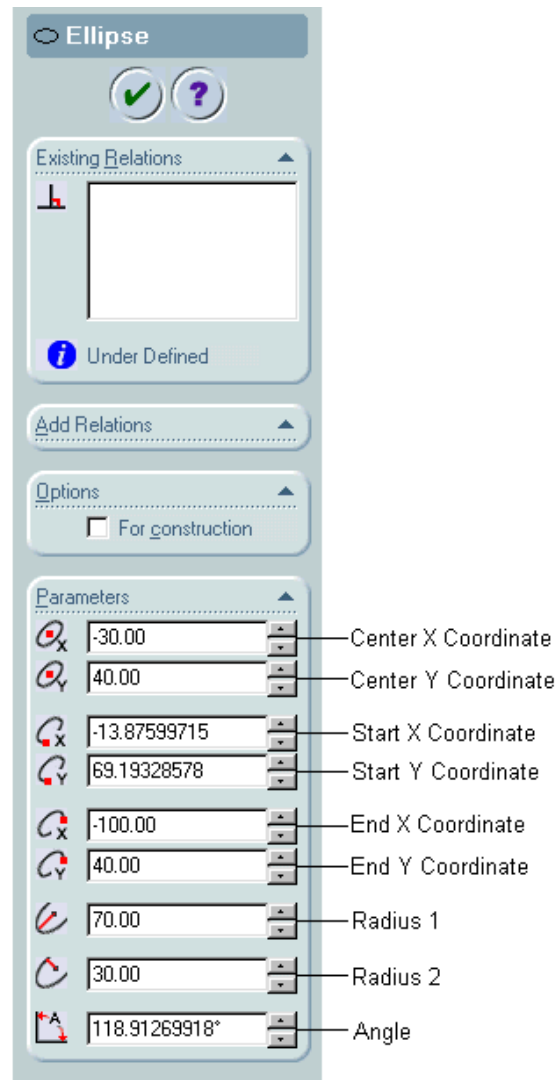 Ellipse
?
Existing Relations
i Under Defined
Add Relations
Options
For construction
Parameters
X -30.00 Center X Coordinate
Y 40.00 Center Y Coordinate
X -13.87599715 Start X Coordinate
Y 69.19328578 Start Y Coordinate
X -100.00 End X Coordinate
Y 40.00 End Y Coordinate
70.00 Radius 1
30.00 Radius 2
A 118.91269918° Angle